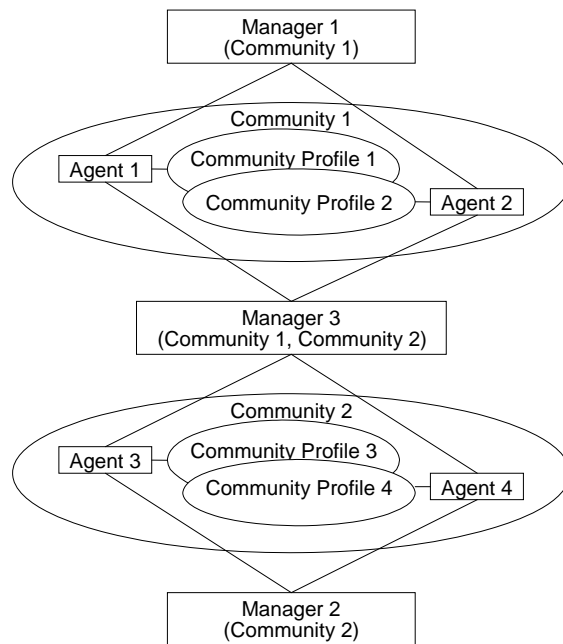 Manager 1
(Community 1)
Community 1
Community Profile 1
Agent 1
Community Profile 2
Agent 2
Manager 3
(Community 1, Community 2)
Community 2
Community Profile 3
Agent 3
Community Profile 4
Agent 4
Manager 2
(Community 2)